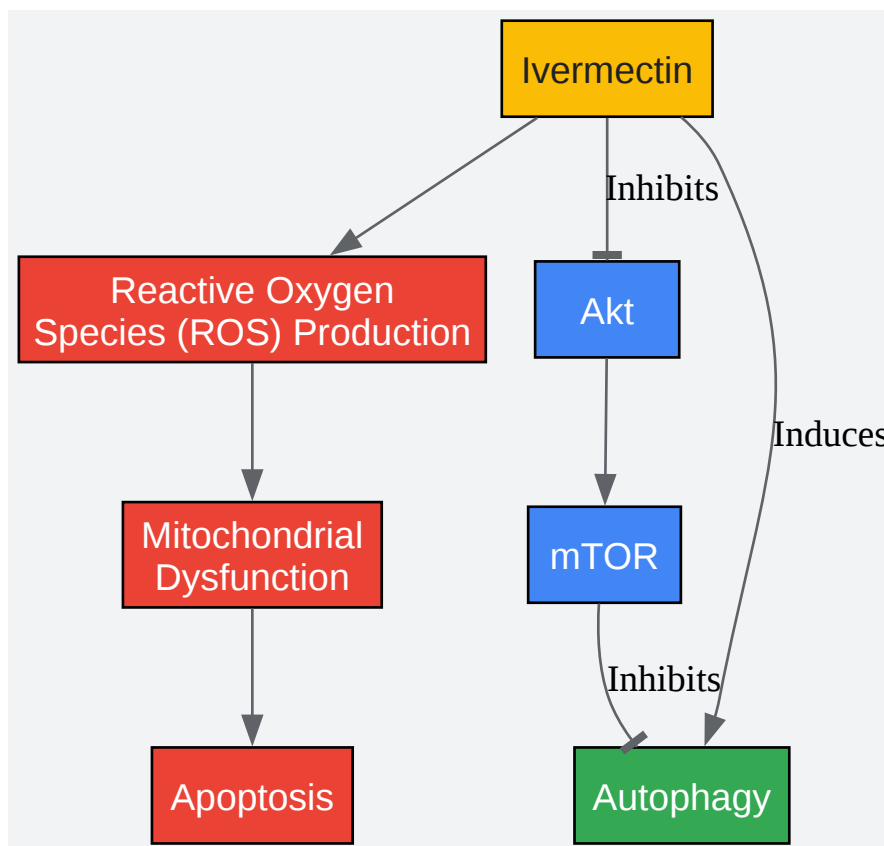 Ivermectin
Inhibits
Reactive Oxygen
Species (ROS) Production
Akt
Induces
Mitochondrial
Dysfunction
mTOR
Inhibits
Apoptosis
Autophagy